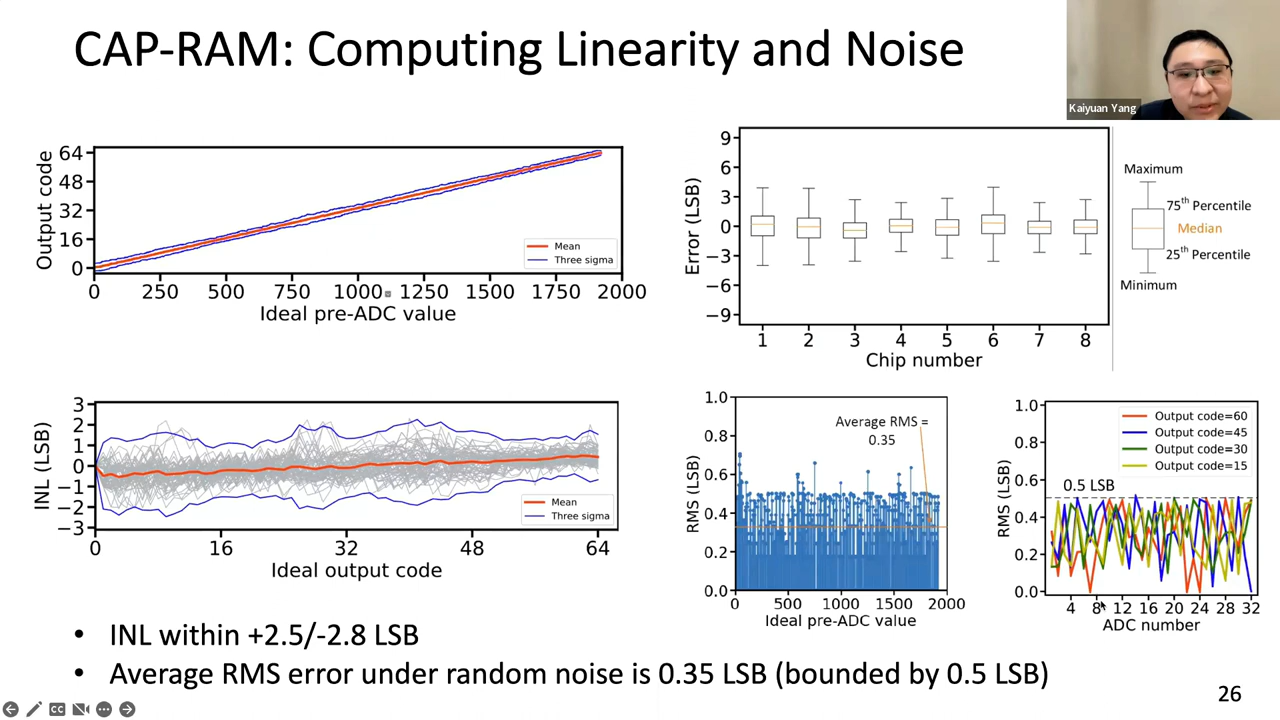 CAP-RAM: Computing Linearity and Noise
Kaiyuan Yang
Output code
64
48
32
16
0
Mean
Three sigma
0 250 500 750 1000 1250 1500 1750 2000
Ideal pre-ADC value
Error (LSB)
9
6
3
0
−3
−6
−9
1 2 3 4 5 6 7 8
Chip number
Maximum
75th Percentile
Median
25th Percentile
Minimum
INL (LSB)
3
2
1
0
−1
−2
−3
Mean
Three sigma
0 16 32 48 64
Ideal output code
RMS (LSB)
1.0
0.8
0.6
0.4
0.2
0.0
Average RMS =
0.35
0 500 1000 1500 2000
Ideal pre-ADC value
RMS (LSB)
1.0
0.8
0.6
0.4
0.2
0.0
Output code=60
Output code=45
Output code=30
Output code=15
0.5 LSB
4 8 12 16 20 24 28 32
ADC number
• INL within +2.5/-2.8 LSB
• Average RMS error under random noise is 0.35 LSB (bounded by 0.5 LSB)
CC
26